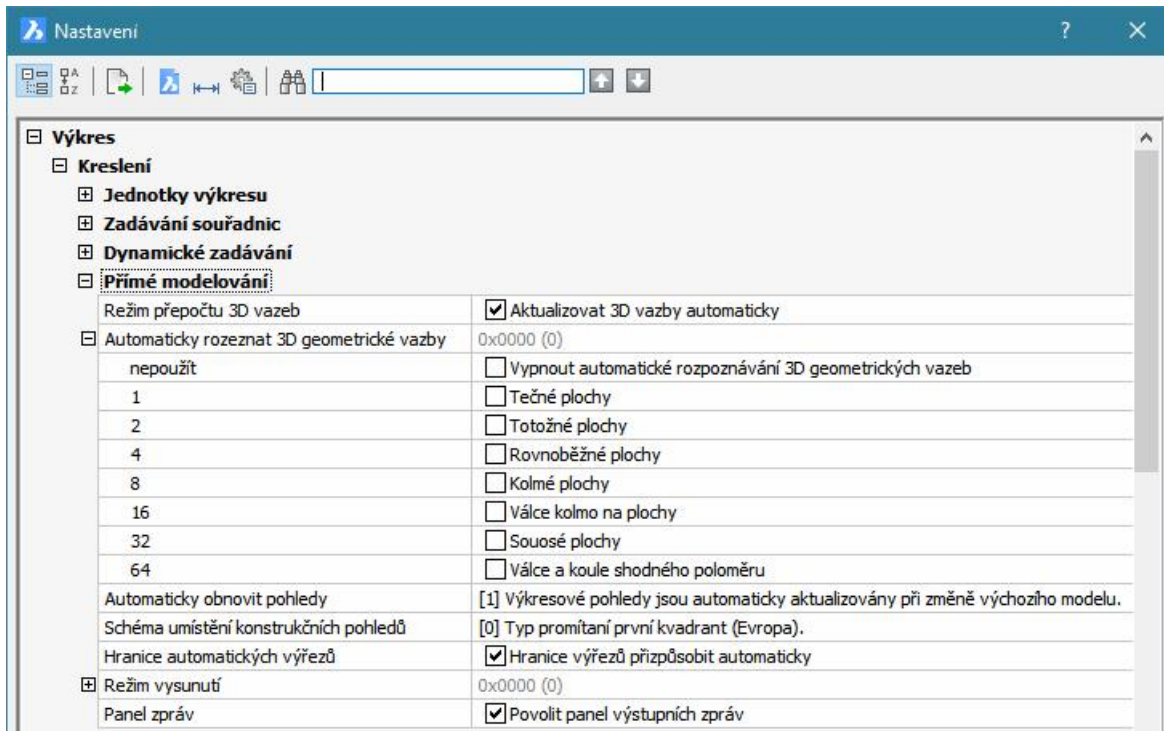 Nastavení
Výkres
Kreslení
Jednotky výkresu
Zadávání souřadnic
Dynamické zadávání
Přímé modelování
Režim přepočtu 3D vazeb Aktualizovat 3D vazby automaticky
Automaticky rozeznat 3D geometrické vazby 0x0000 (0)
nepoužít Vypnout automatické rozpoznávání 3D geometrických vazeb
1 Tečné plochy
2 Totožné plochy
4 Rovnoběžné plochy
8 Kolmé plochy
16 Válce kolmo na plochy
32 Souosé plochy
64 Válce a koule shodného poloměru
Automaticky obnovit pohledy [1] Výkresové pohledy jsou automaticky aktualizovány při změně výchozího modelu.
Schéma umístění konstrukčních pohledů [0] Typ promítaní první kvadrant (Evropa).
Hranice automatických výřezů Hranice výřezů přizpůsobit automaticky
Režim vysunutí 0x0000 (0)
Panel zpráv Povolit panel výstupních zpráv